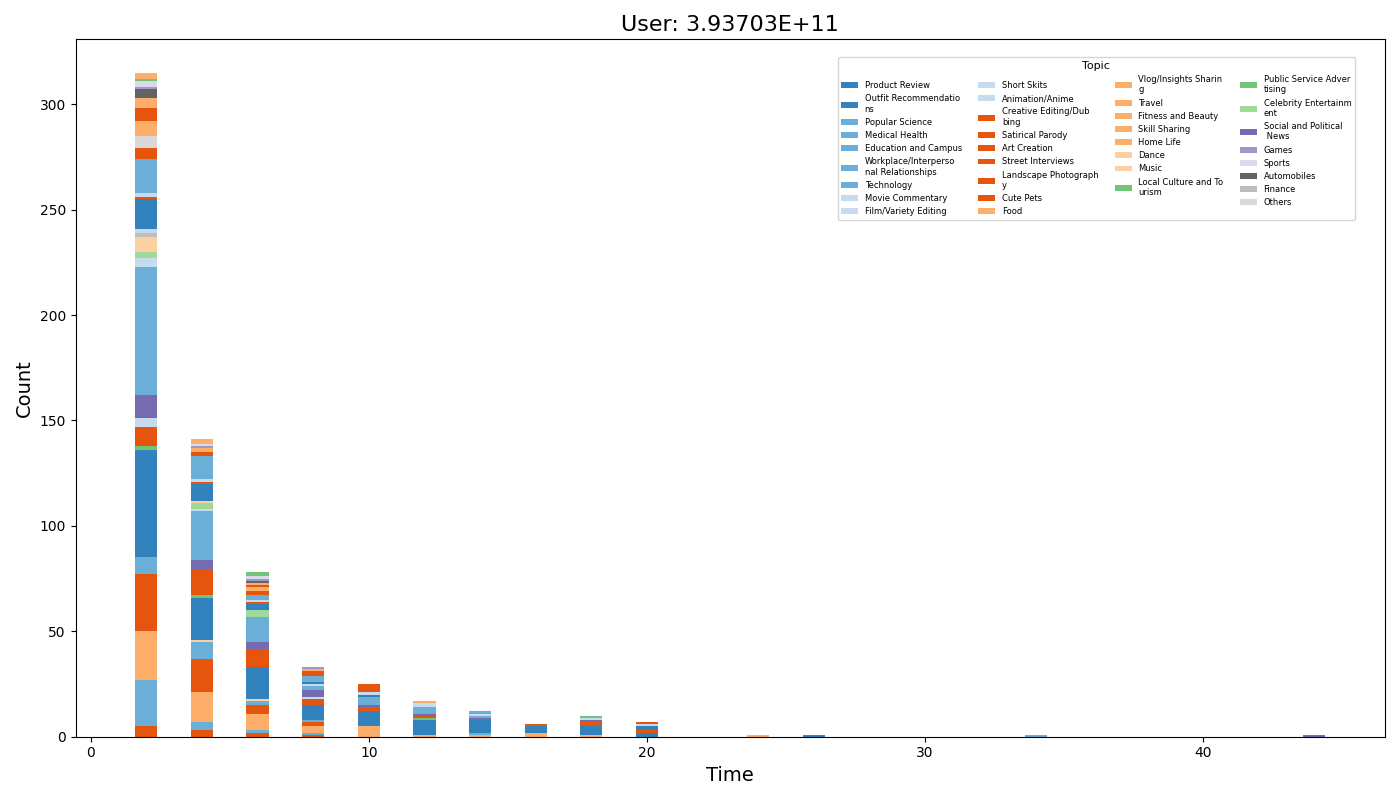 User: 3.93703E+11
Topic
Product Review
Outfit Recommendatio
ns
Popular Science
Medical Health
Education and Campus
Workplace/Interperso
nal Relationships
Technology
Movie Commentary
Film/Variety Editing
Short Skits
Animation/Anime
Creative Editing/Dub
bing
Satirical Parody
Art Creation
Street Interviews
Landscape Photograph
y
Cute Pets
Food
Vlog/Insights Sharin
g
Travel
Fitness and Beauty
Skill Sharing
Home Life
Dance
Music
Local Culture and To
urism
Public Service Adver
tising
Celebrity Entertainm
ent
Social and Political
News
Games
Sports
Automobiles
Finance
Others
Count
300
250
200
150
100
50
0
0 10 20 30 40
Time